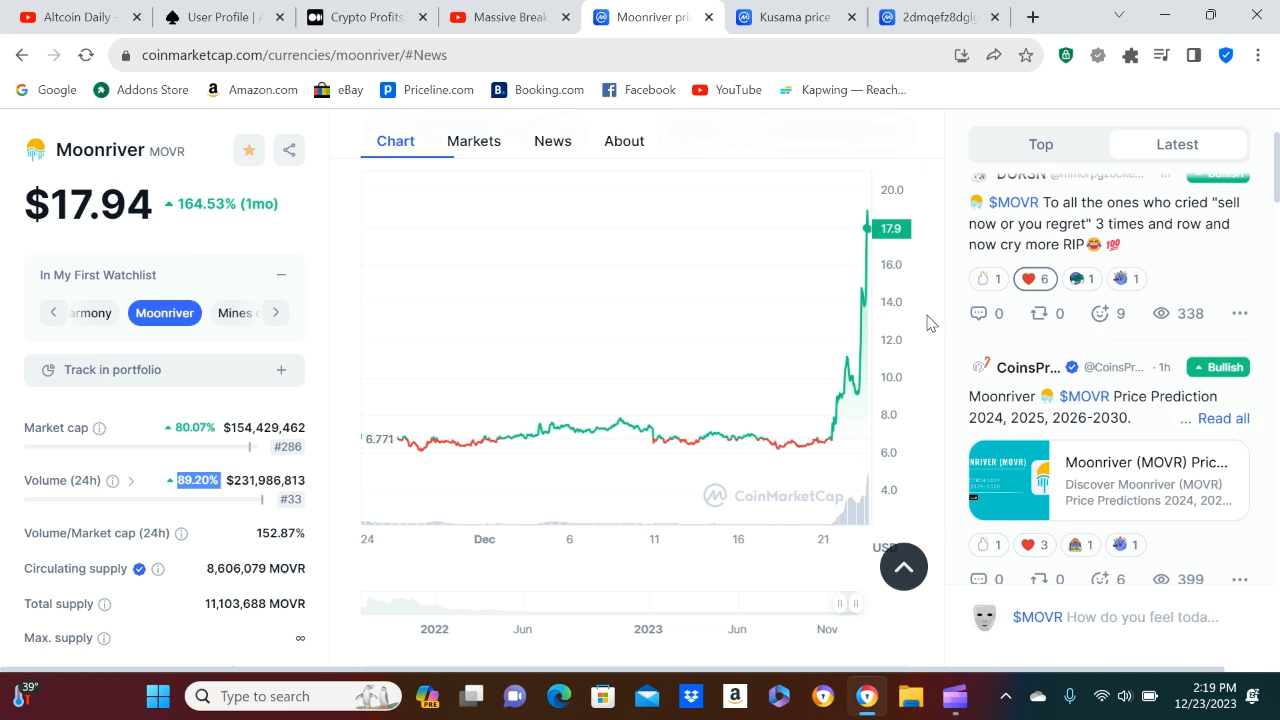 Altcoin Daily -
User Profile | A
Crypto Profits
Massive Break
Moonriver pri
Kusama price
2dmqefz8dglg
coinmarketcap.com/currencies/moonriver/#News
Google
Addons Store
Amazon.com
eBay
Priceline.com
Booking.com
Facebook
YouTube
Kapwing — Reach...
Moonriver MOVR
$17.94
164.53% (1mo)
In My First Watchlist
armony
Moonriver
Mines
Track in portfolio
Market cap
80.07% $154,429,462
#286
Volume (24h)
89.20% $231,986,813
#33
Volume/Market cap (24h)
152.87%
Circulating supply
8,606,079 MOVR
Total supply
11,103,688 MOVR
Max. supply
∞
Chart
Markets
News
About
20.0
17.9
16.0
14.0
12.0
10.0
8.0
6.0
4.0
6.771
CoinMarketCap
24
Dec
6
11
16
21
USD
2022
Jun
2023
Jun
Nov
Top
Latest
· 1h
Bullish
$MOVR To all the ones who cried "sell
now or you regret" 3 times and row and
now cry more RIP😂 💯
1
6
1
1
0
0
9
338
CoinsPr... @CoinsPr... · 1h
Bullish
Moonriver $MOVR Price Prediction
2024, 2025, 2026-2030.
... Read all
Moonriver (MOVR) Pric...
Discover Moonriver (MOVR)
Price Predictions 2024, 202...
1
3
1
1
0
0
6
399
$MOVR How do you feel toda...
39°
Type to search
PRE
a
2:19 PM
12/23/2023